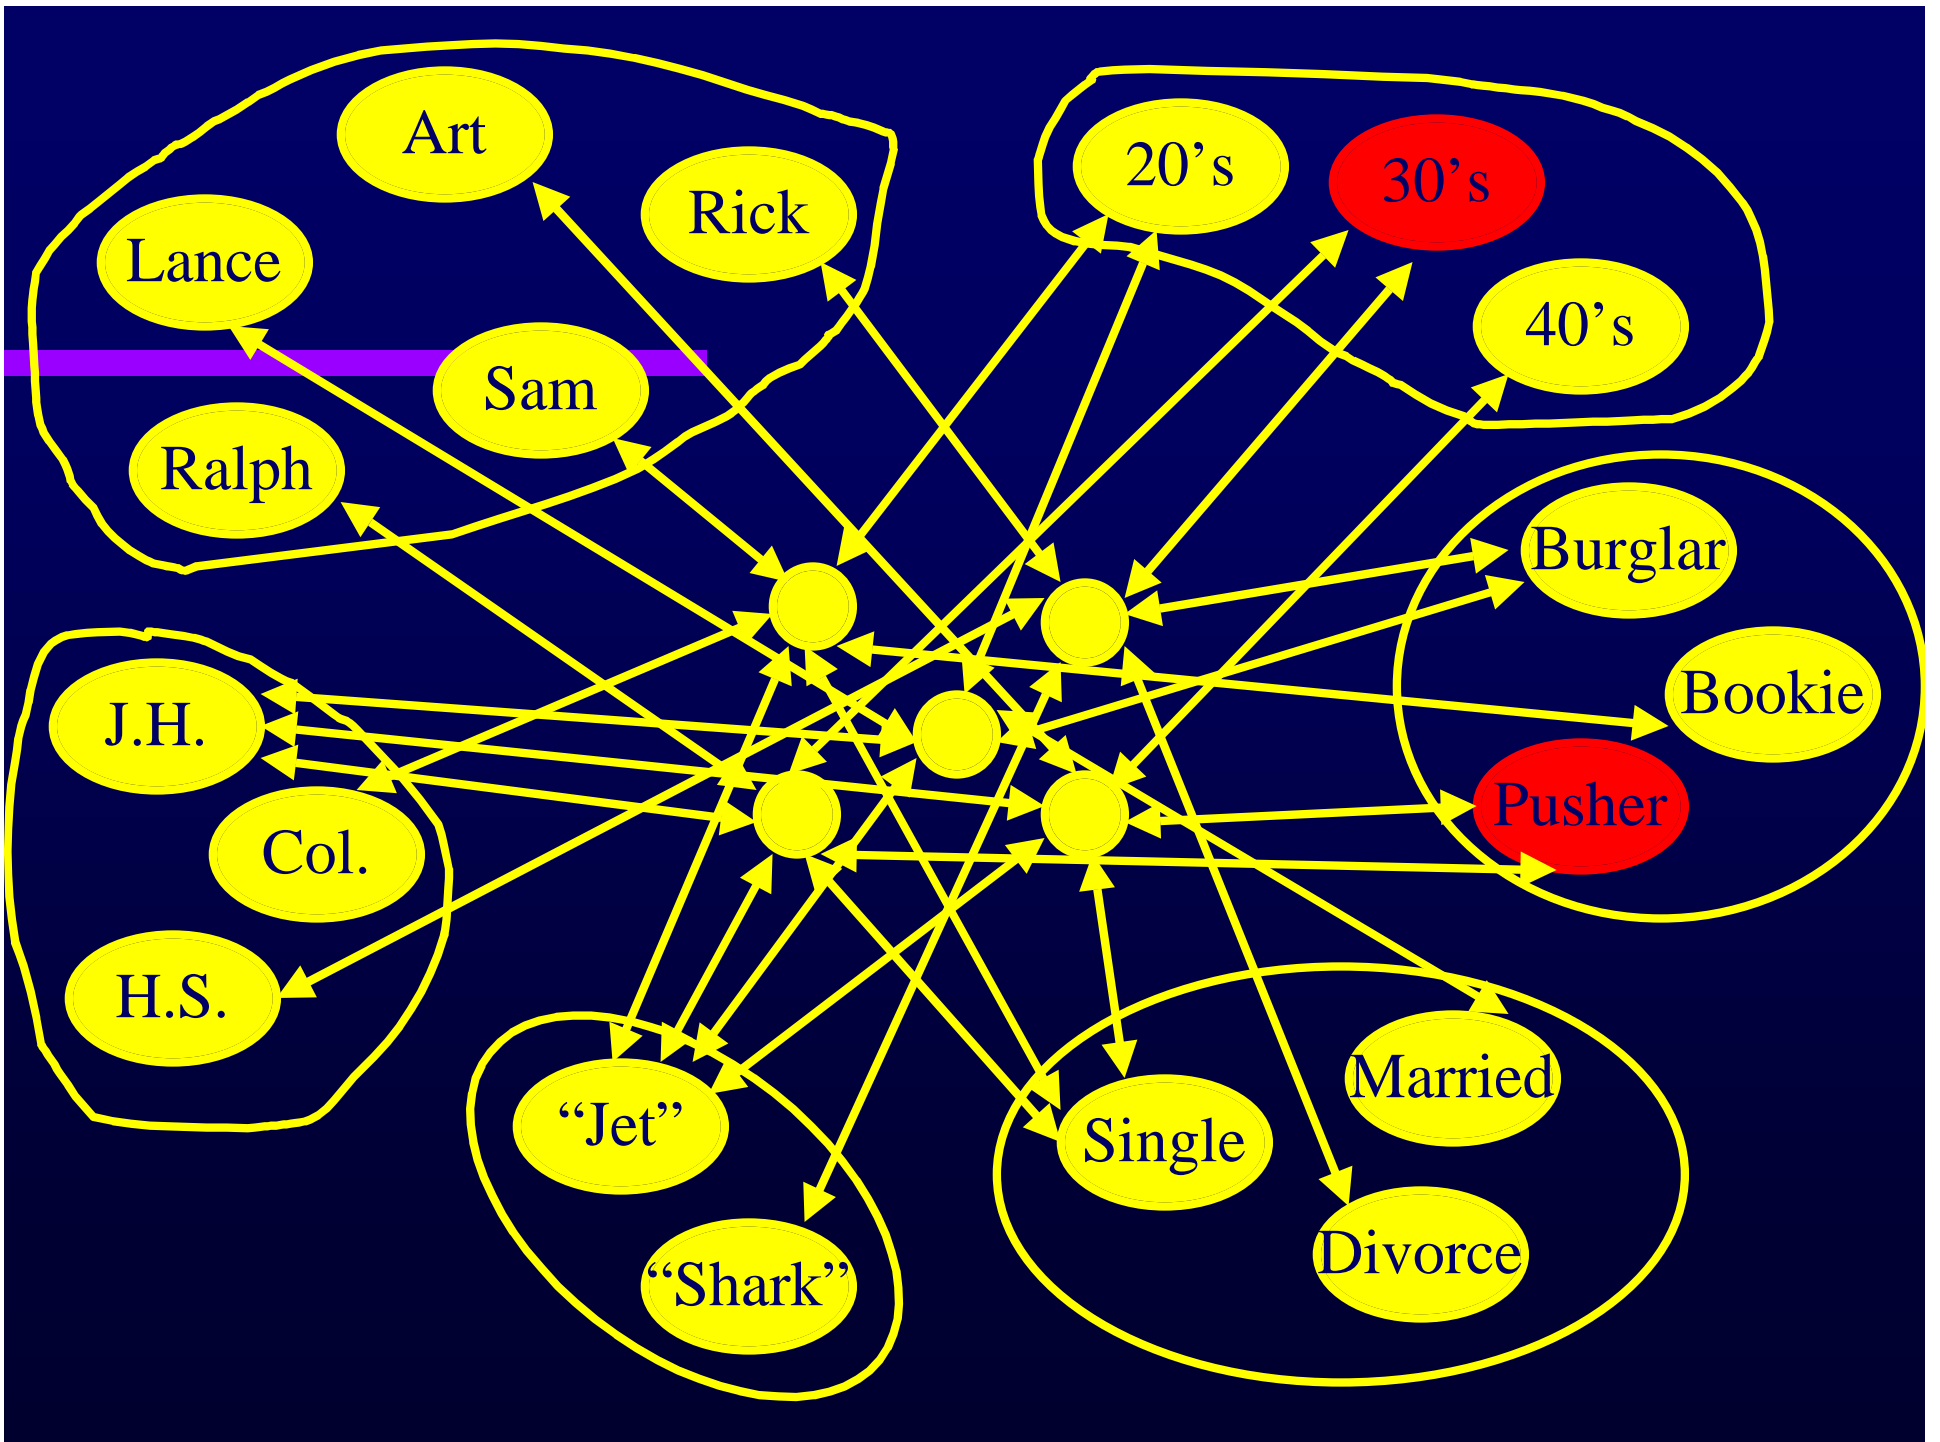 Art
Rick
Lance
Sam
Ralph
20’s
30’s
40’s
Burglar
Bookie
Pusher
J.H.
Col.
H.S.
“Jet”
“Shark”
Single
Married
Divorce